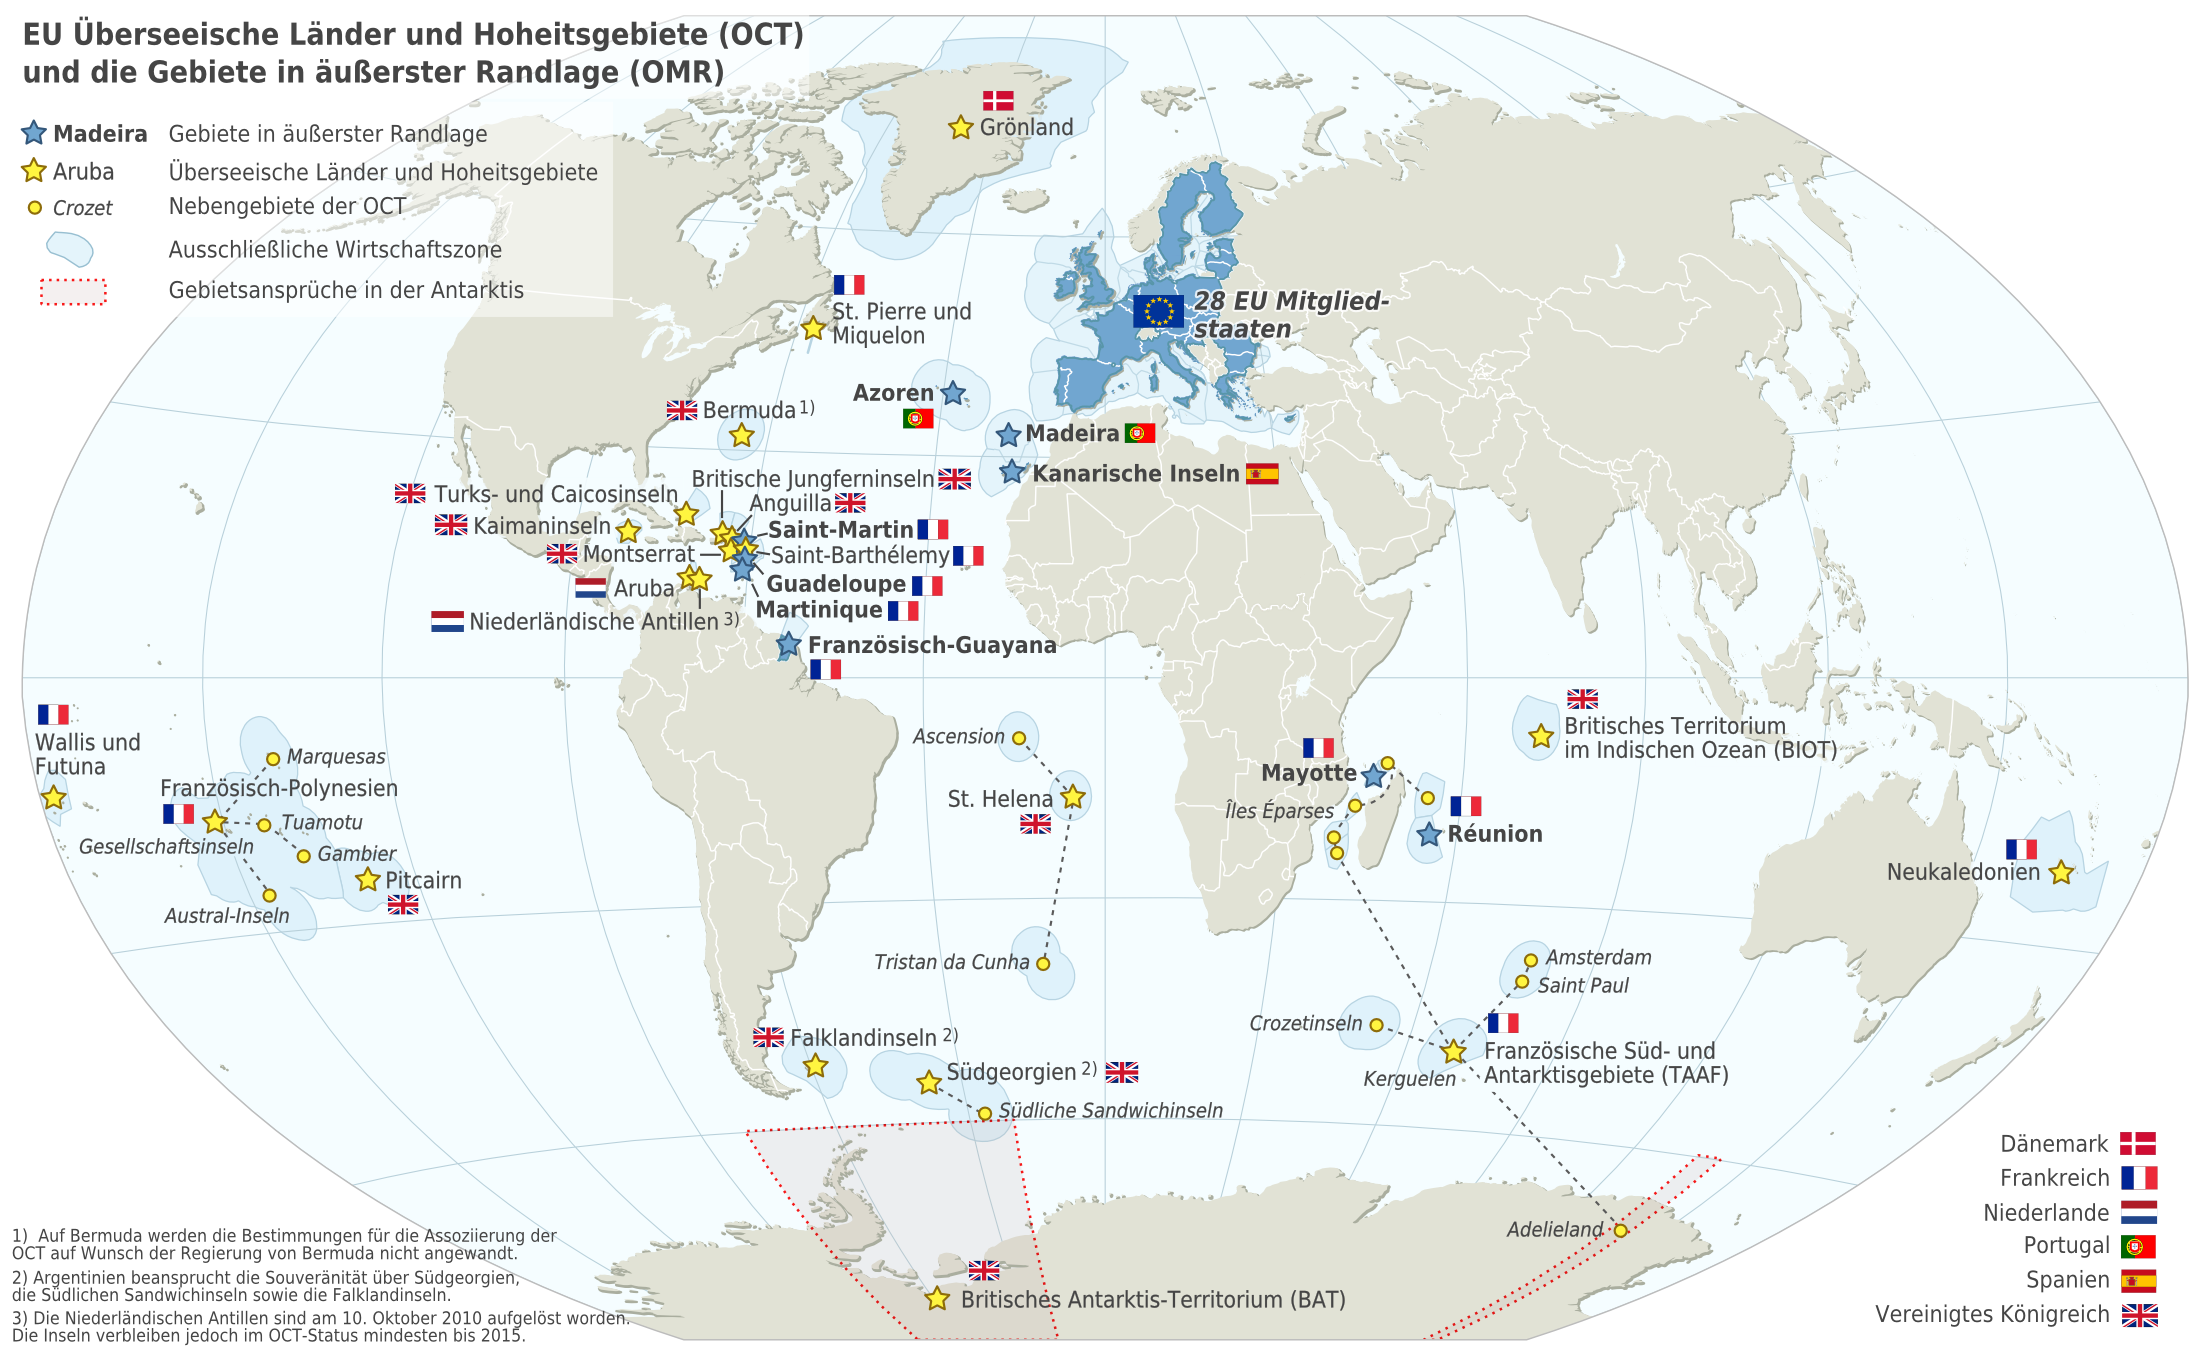 EU Überseeische Länder und Hoheitsgebiete (OCT)
und die Gebiete in äußerster Randlage (OMR)
Madeira Gebiete in äußerster Randlage
Aruba Überseeische Länder und Hoheitsgebiete
Crozet Nebengebiete der OCT
Ausschließliche Wirtschaftszone
Gebietsansprüche in der Antarktis
Grönland
28 EU Mitglied-
staaten
St. Pierre und
Miquelon
Azoren
Bermuda 1)
Madeira
Kanarische Inseln
Britische Jungferninseln
Turks- und Caicosinseln
Anguilla
Kaimaninseln
Saint-Martin
Montserrat
Saint-Barthélemy
Aruba
Guadeloupe
Martinique
Niederländische Antillen 3)
Französisch-Guayana
Wallis und
Futuna
Marquesas
Französisch-Polynesien
Tuamotu
Gesellschaftsinseln
Gambier
Pitcairn
Austral-Inseln
Ascension
St. Helena
Tristan da Cunha
Britisches Territorium
im Indischen Ozean (BIOT)
Mayotte
Îles Éparses
Réunion
Neukaledonien
Amsterdam
Saint Paul
Crozetinseln
Französische Süd- und
Antarktisgebiete (TAAF)
Kerguelen
Falklandinseln 2)
Südgeorgien 2)
Südliche Sandwichinseln
Adelieland
Britisches Antarktis-Territorium (BAT)
Dänemark
Frankreich
Niederlande
Portugal
Spanien
Vereinigtes Königreich
1) Auf Bermuda werden die Bestimmungen für die Assoziierung der
OCT auf Wunsch der Regierung von Bermuda nicht angewandt.
2) Argentinien beansprucht die Souveränität über Südgeorgien,
die Südlichen Sandwichinseln sowie die Falklandinseln.
3) Die Niederländischen Antillen sind am 10. Oktober 2010 aufgelöst worden.
Die Inseln verbleiben jedoch im OCT-Status mindesten bis 2015.